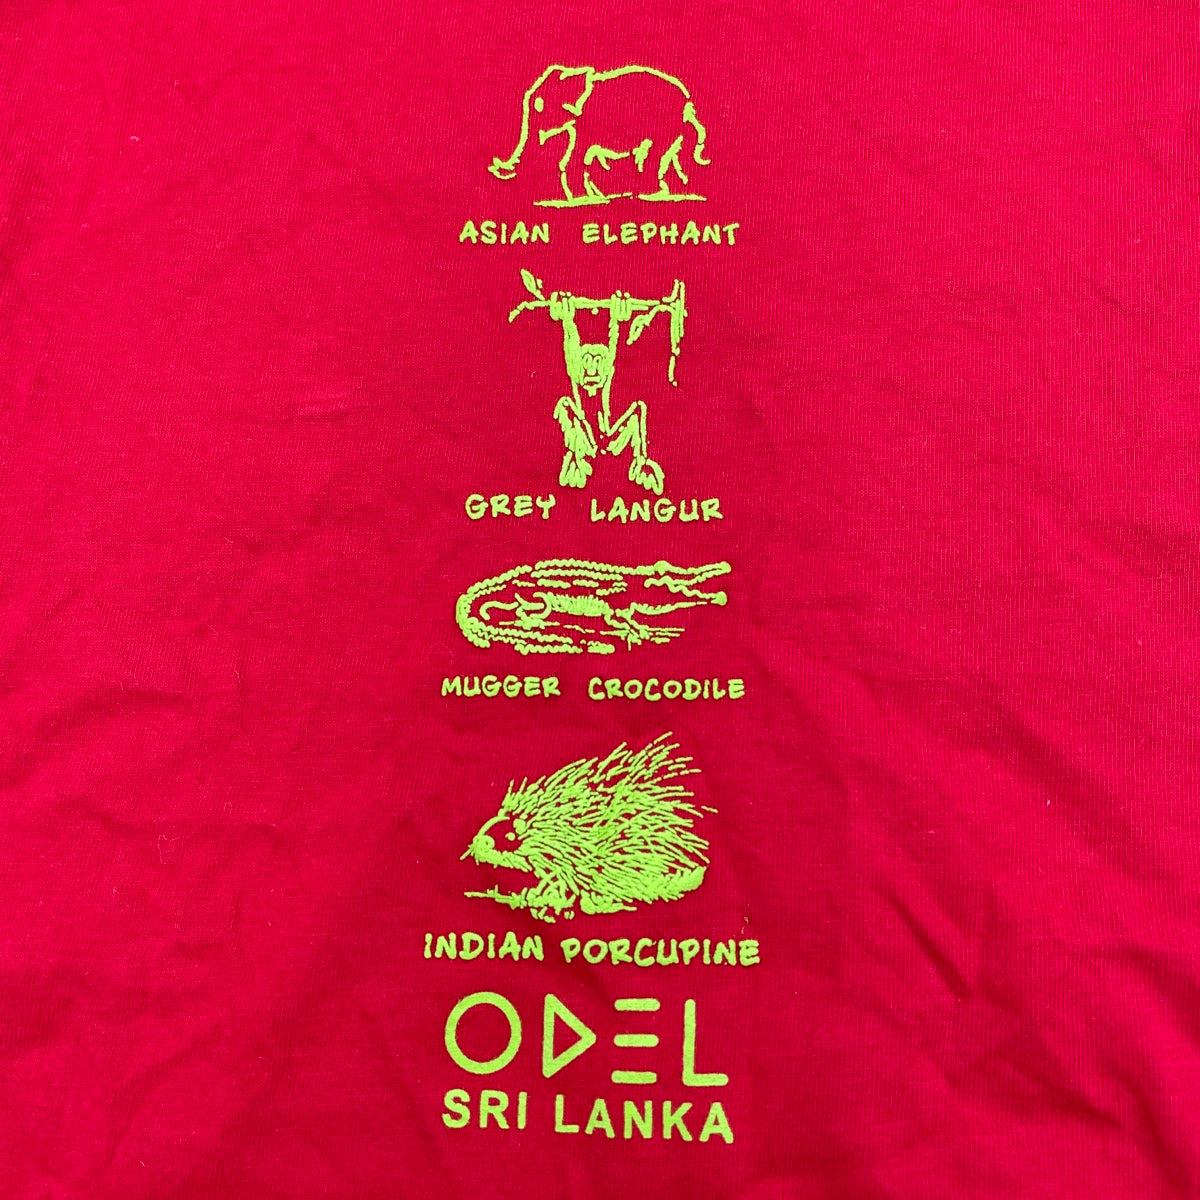 ASIAN ELEPHANT
GREY LANGUR
MUGGER CROCODILE
INDIAN PORCUPINE
ODEL
SRI LANKA